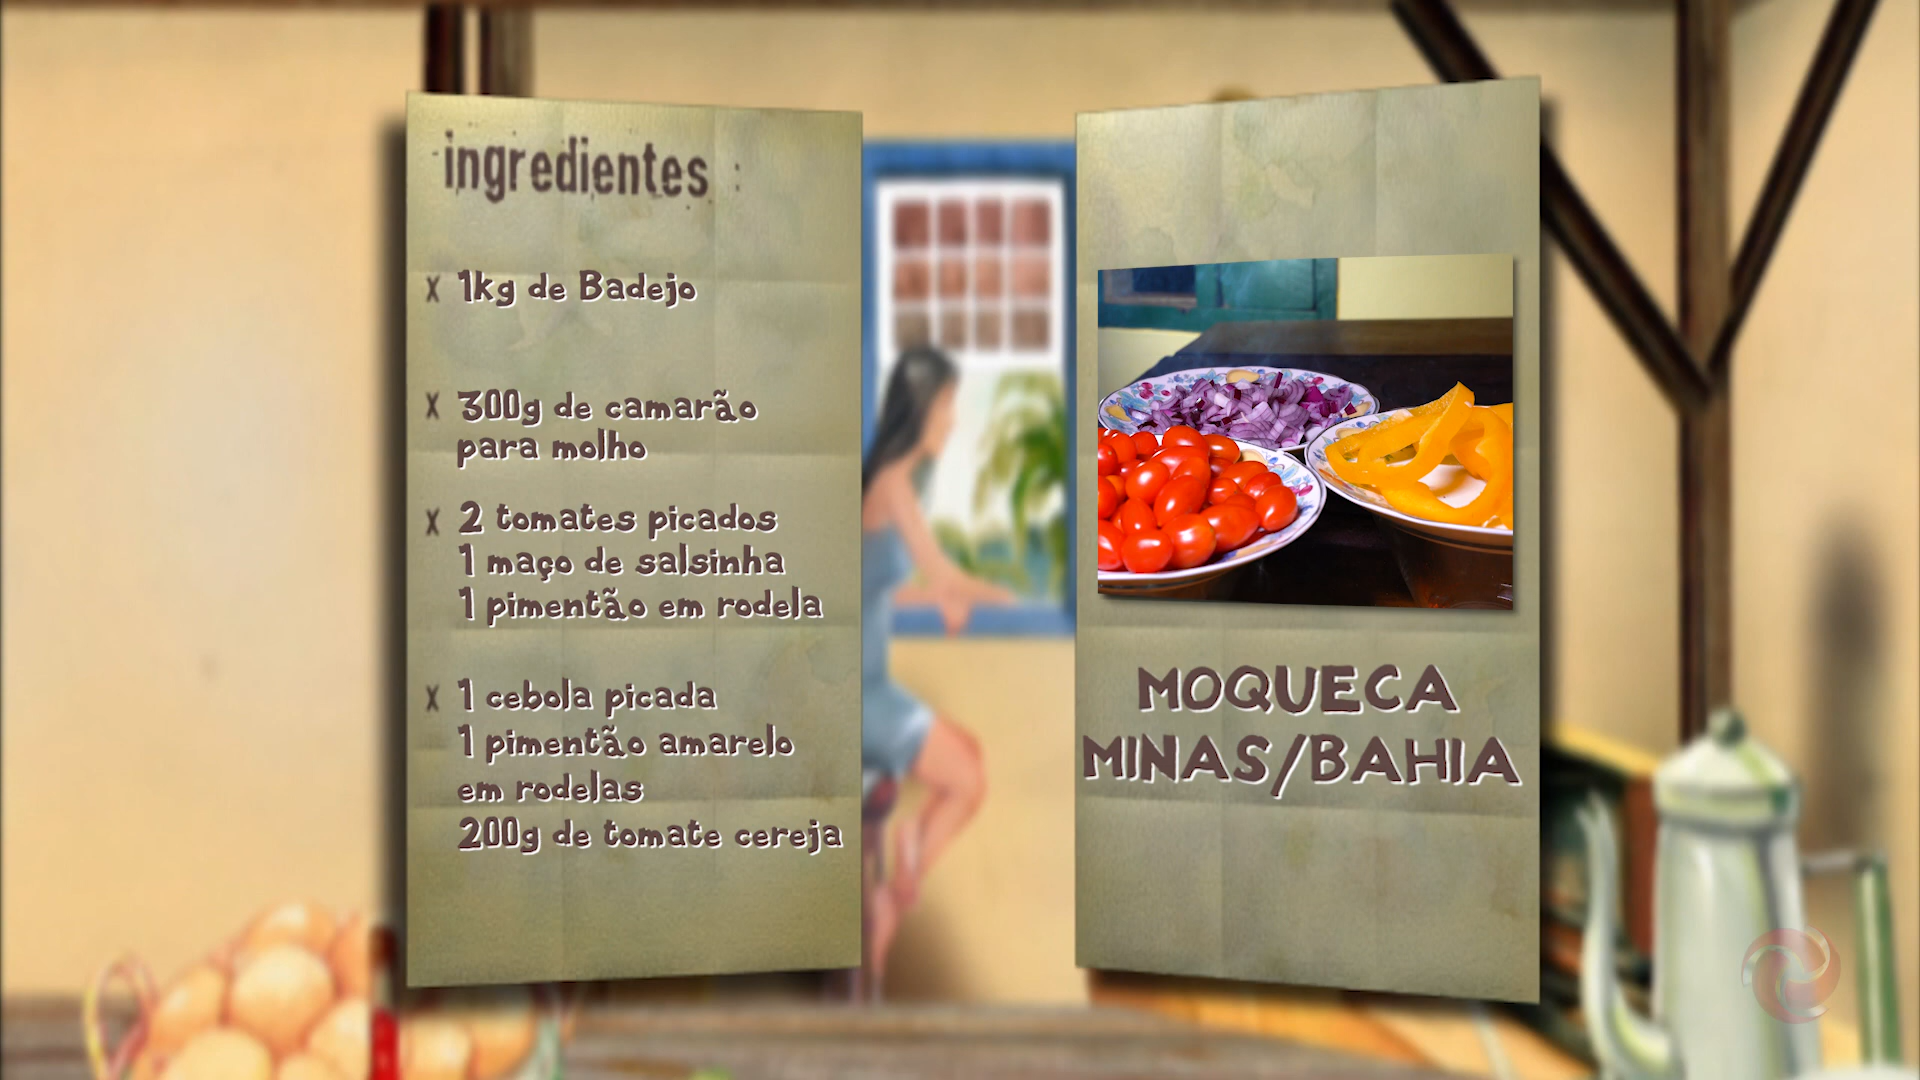 ingredientes :
x 1kg de Badejo
x 300g de camarão
para molho
x 2 tomates picados
1 maço de salsinha
1 pimentão em rodela
x 1 cebola picada
1 pimentão amarelo
em rodelas
200g de tomate cereja
MOQUECA
MINAS/BAHIA